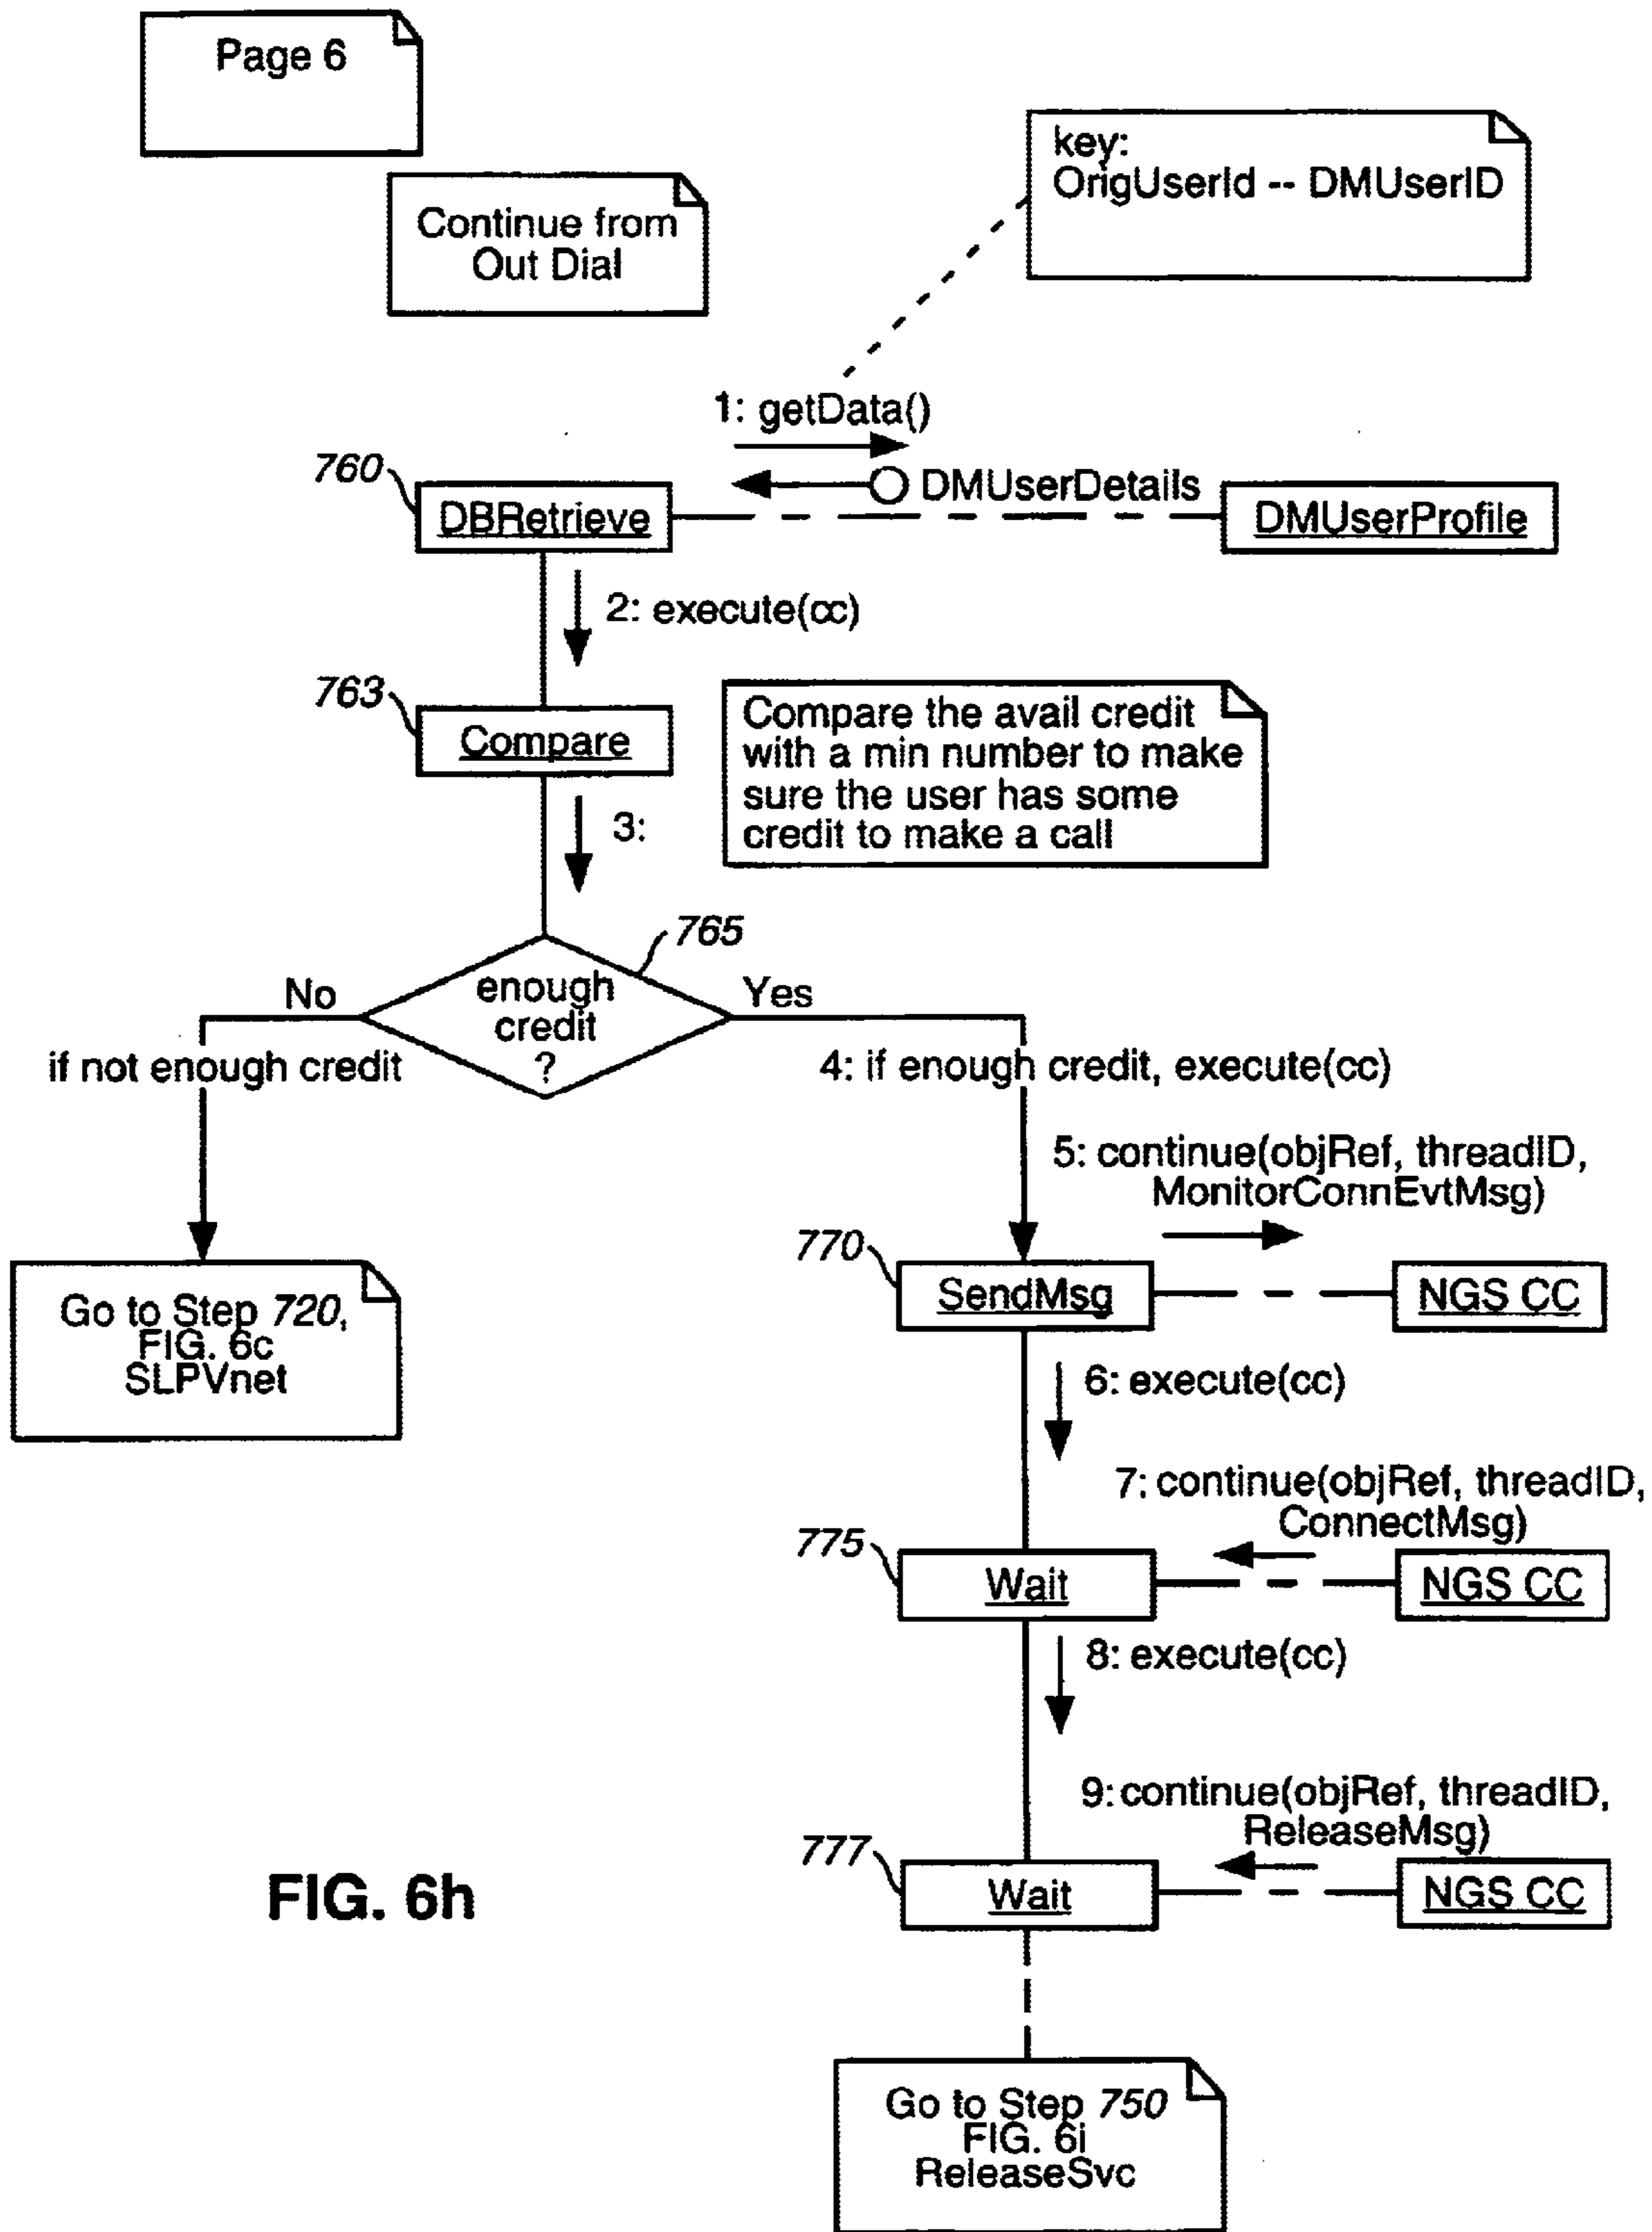 Page 6
key:
OrigUserId -- DMUserID
Continue from
Out Dial
1: getData()
760
DMUserDetails
DBRetrieve
DMUserProfile
2: execute(cc)
763
Compare
Compare the avail credit
with a min number to make
sure the user has some
credit to make a call
3:
765
No
enough
credit
?
Yes
if not enough credit
4: if enough credit, execute(cc)
5: continue(objRef, threadID,
MonitorConnEvtMsg)
770
SendMsg
NGS CC
Go to Step 720,
FIG. 6c
SLPVnet
6: execute(cc)
7: continue(objRef, threadID,
ConnectMsg)
775
Wait
NGS CC
8: execute(cc)
9: continue(objRef, threadID,
ReleaseMsg)
777
Wait
NGS CC
FIG. 6h
Go to Step 750
FIG. 6i
ReleaseSvc